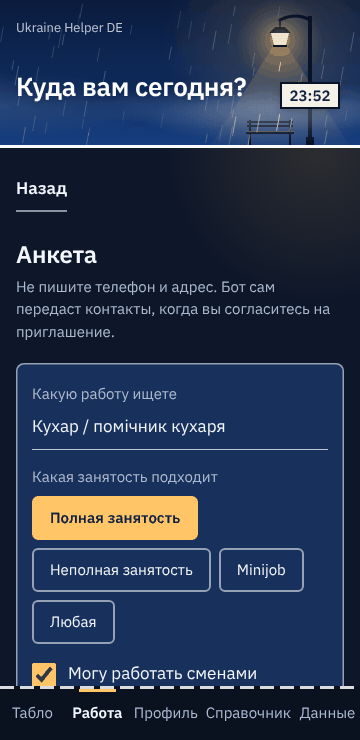 Ukraine Helper DE
Куда вам сегодня?
23:52
Назад
Анкета
Не пишите телефон и адрес. Бот сам
передаст контакты, когда вы согласитесь на
приглашение.
Какую работу ищете
Кухар / помічник кухаря
Какая занятость подходит
Полная занятость
Неполная занятость
Minijob
Любая
Могу работать сменами
Табло
Работа
Профиль
Справочник
Данные